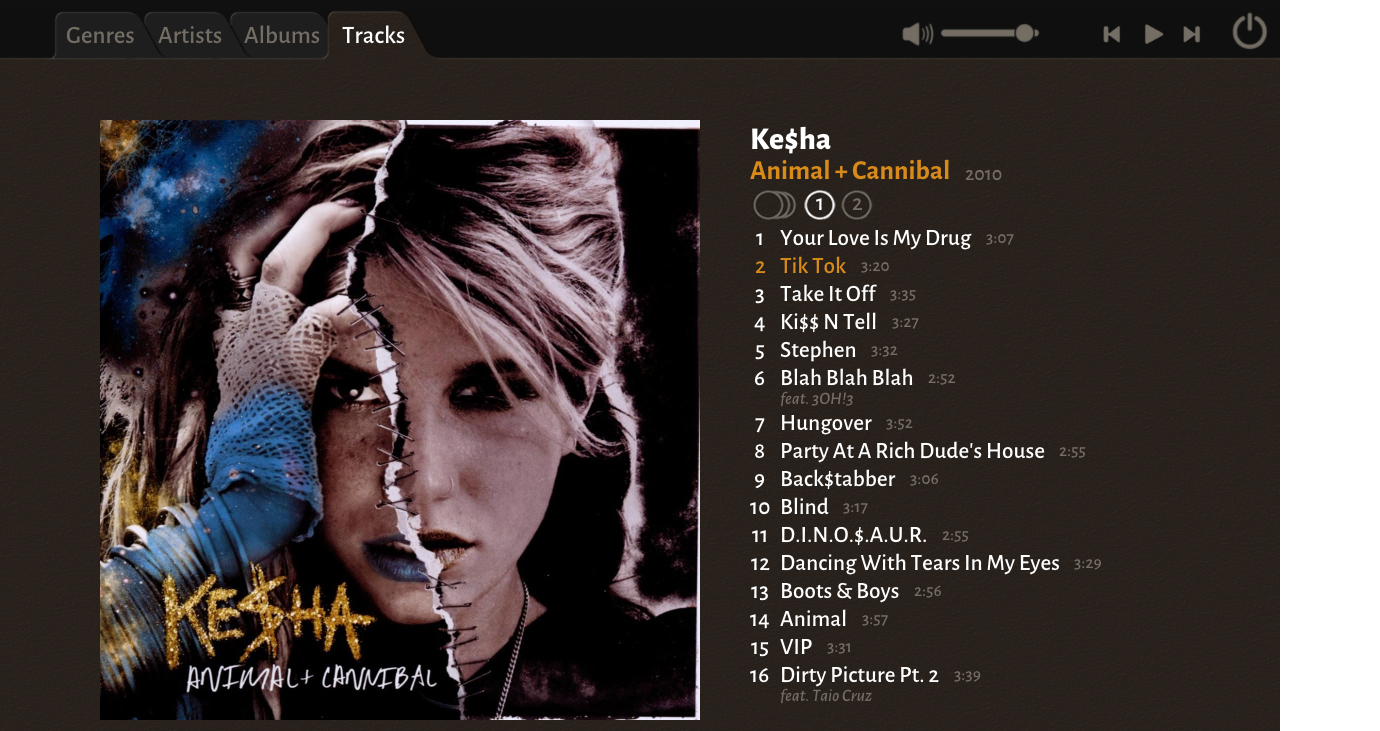 Genres Artists Albums Tracks
KE$HA
ANIMAL + CANNIBAL
Ke$ha
Animal + Cannibal 2010
1 2
1 Your Love Is My Drug 3:07
2 Tik Tok 3:20
3 Take It Off 3:35
4 Ki$$ N Tell 3:27
5 Stephen 3:32
6 Blah Blah Blah 2:52
feat. 3OH!3
7 Hungover 3:52
8 Party At A Rich Dude's House 2:55
9 Back$tabber 3:06
10 Blind 3:17
11 D.I.N.O.$.A.U.R. 2:55
12 Dancing With Tears In My Eyes 3:29
13 Boots & Boys 2:56
14 Animal 3:57
15 VIP 3:31
16 Dirty Picture Pt. 2 3:39
feat. Taio Cruz